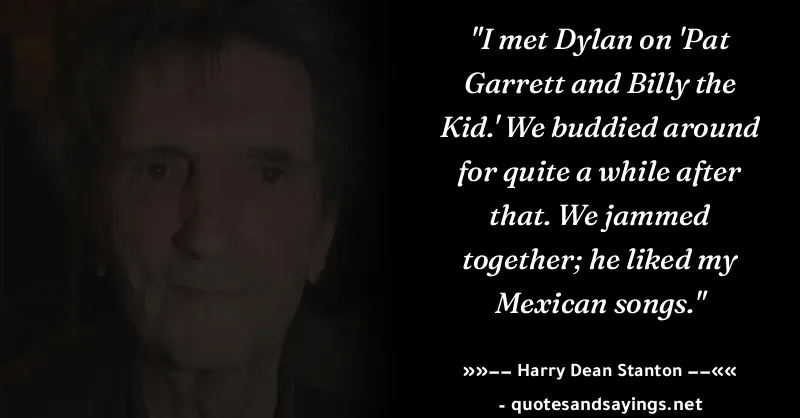 "I met Dylan on 'Pat
Garrett and Billy the
Kid.' We buddied around
for quite a while after
that. We jammed
together; he liked my
Mexican songs."
»»–– Harry Dean Stanton ––««
- quotesandsayings.net